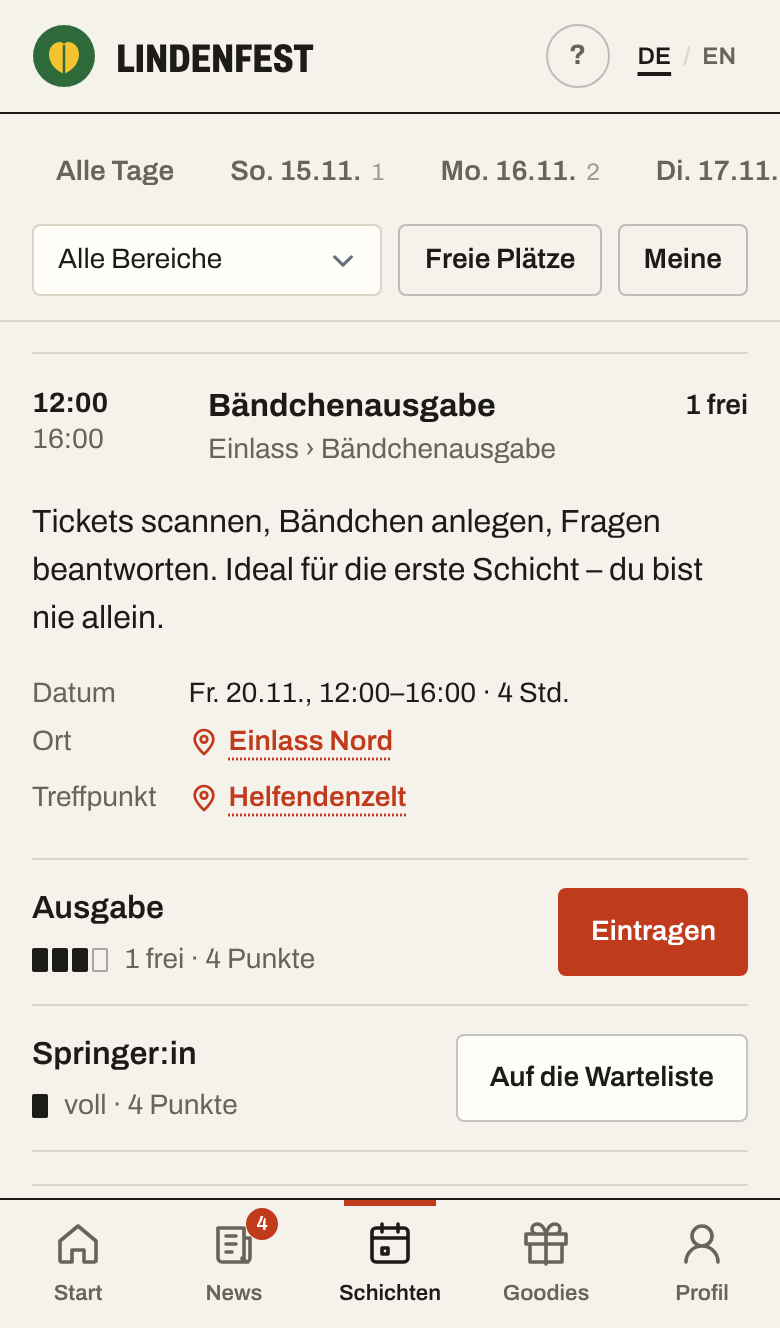 LINDENFEST
?
DE / EN
Alle Tage So. 15.11. 1 Mo. 16.11. 2 Di. 17.11.
Alle Bereiche Freie Plätze Meine
12:00 Bändchenausgabe 1 frei
16:00 Einlass › Bändchenausgabe
Tickets scannen, Bändchen anlegen, Fragen
beantworten. Ideal für die erste Schicht – du bist
nie allein.
Datum Fr. 20.11., 12:00–16:00 · 4 Std.
Ort Einlass Nord
Treffpunkt Helfendenzelt
Ausgabe
1 frei · 4 Punkte
Eintragen
Springer:in
voll · 4 Punkte
Auf die Warteliste
4
Start News Schichten Goodies Profil